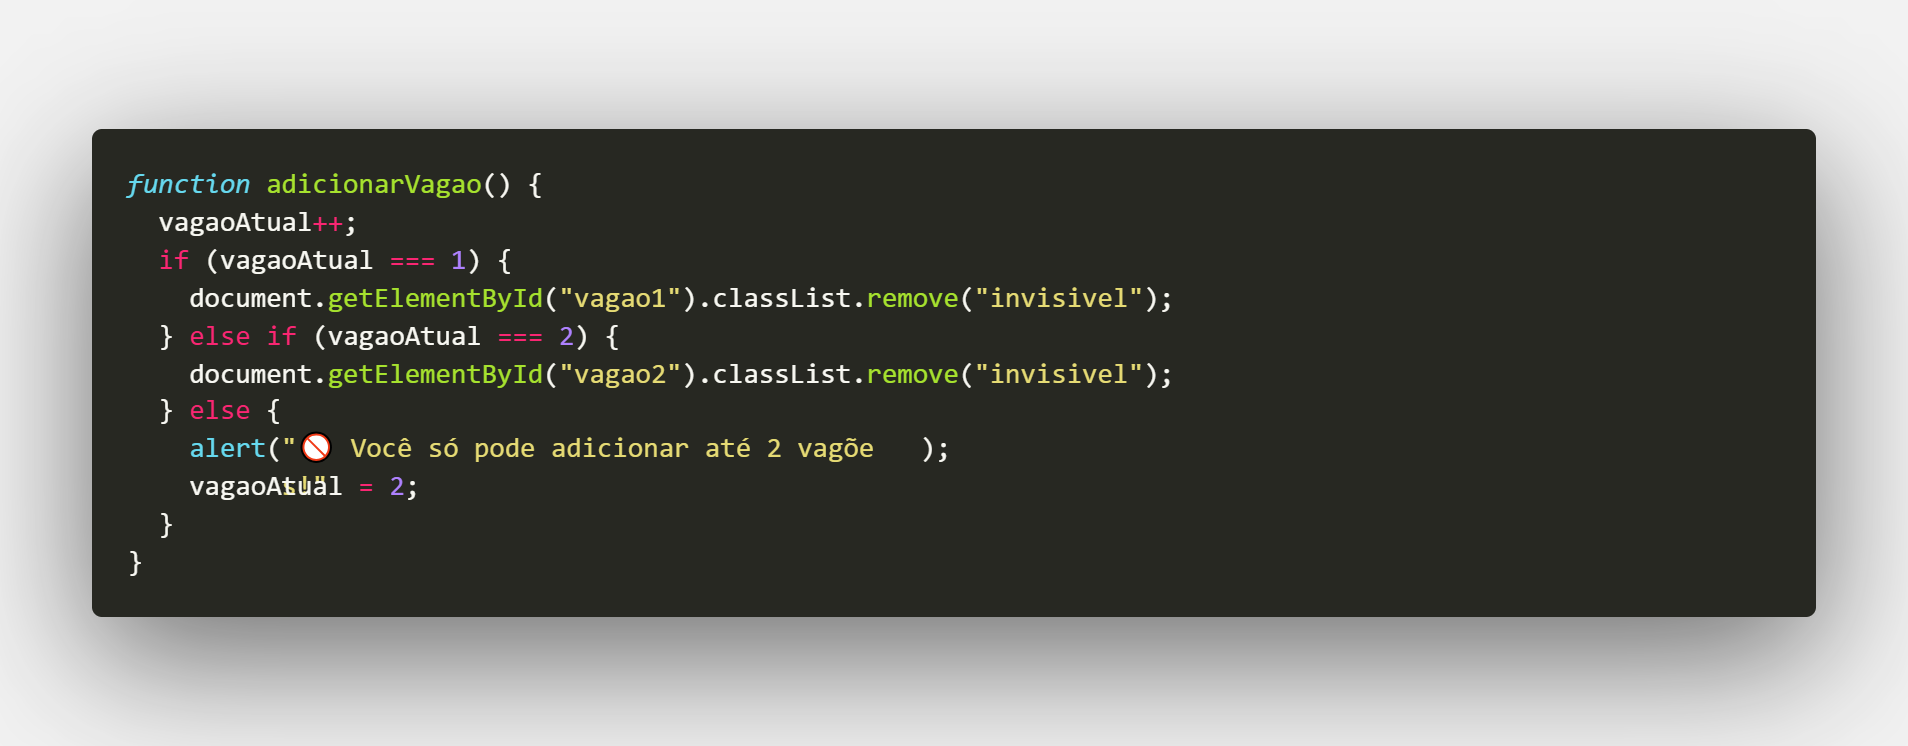 function adicionarVagao() {
  vagaoAtual++;
  if (vagaoAtual === 1) {
    document.getElementById("vagao1").classList.remove("invisivel");
  } else if (vagaoAtual === 2) {
    document.getElementById("vagao2").classList.remove("invisivel");
  } else {
    alert("🚫 Você só pode adicionar até 2 vagões!");
    vagaoAtual = 2;
  }
}